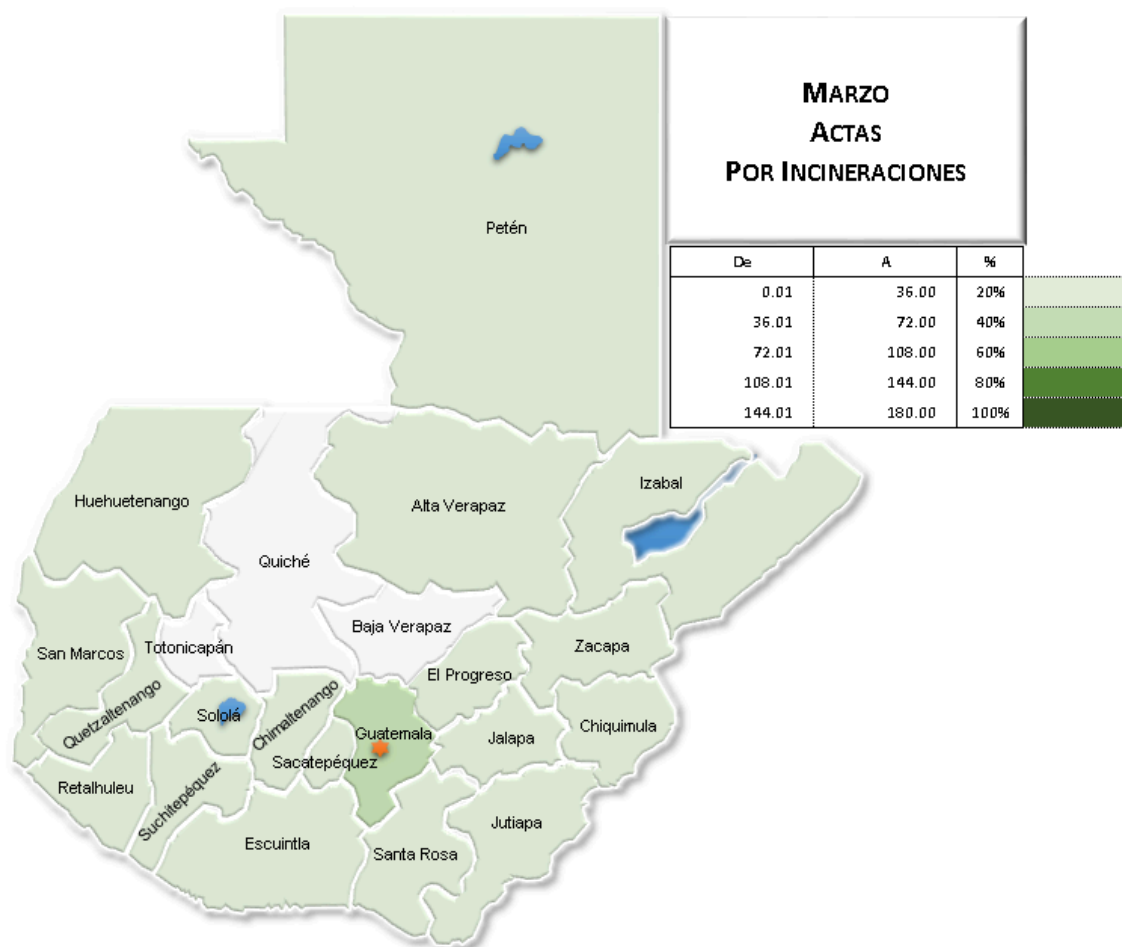 MARZO
ACTAS
POR INCINERACIONES
De A %
0.01 36.00 20%
36.01 72.00 40%
72.01 108.00 60%
108.01 144.00 80%
144.01 180.00 100%
Petén
Izabal
Huehuetenango
Alta Verapaz
Quiché
Baja Verapaz
Totonicapán
San Marcos
Zacapa
El Progreso
Quetzaltenango
Sololá
Chimaltenango
Guatemala
Chiquimula
Jalapa
Sacatepéquez
Retalhuleu
Suchitepéquez
Jutiapa
Escuintla
Santa Rosa